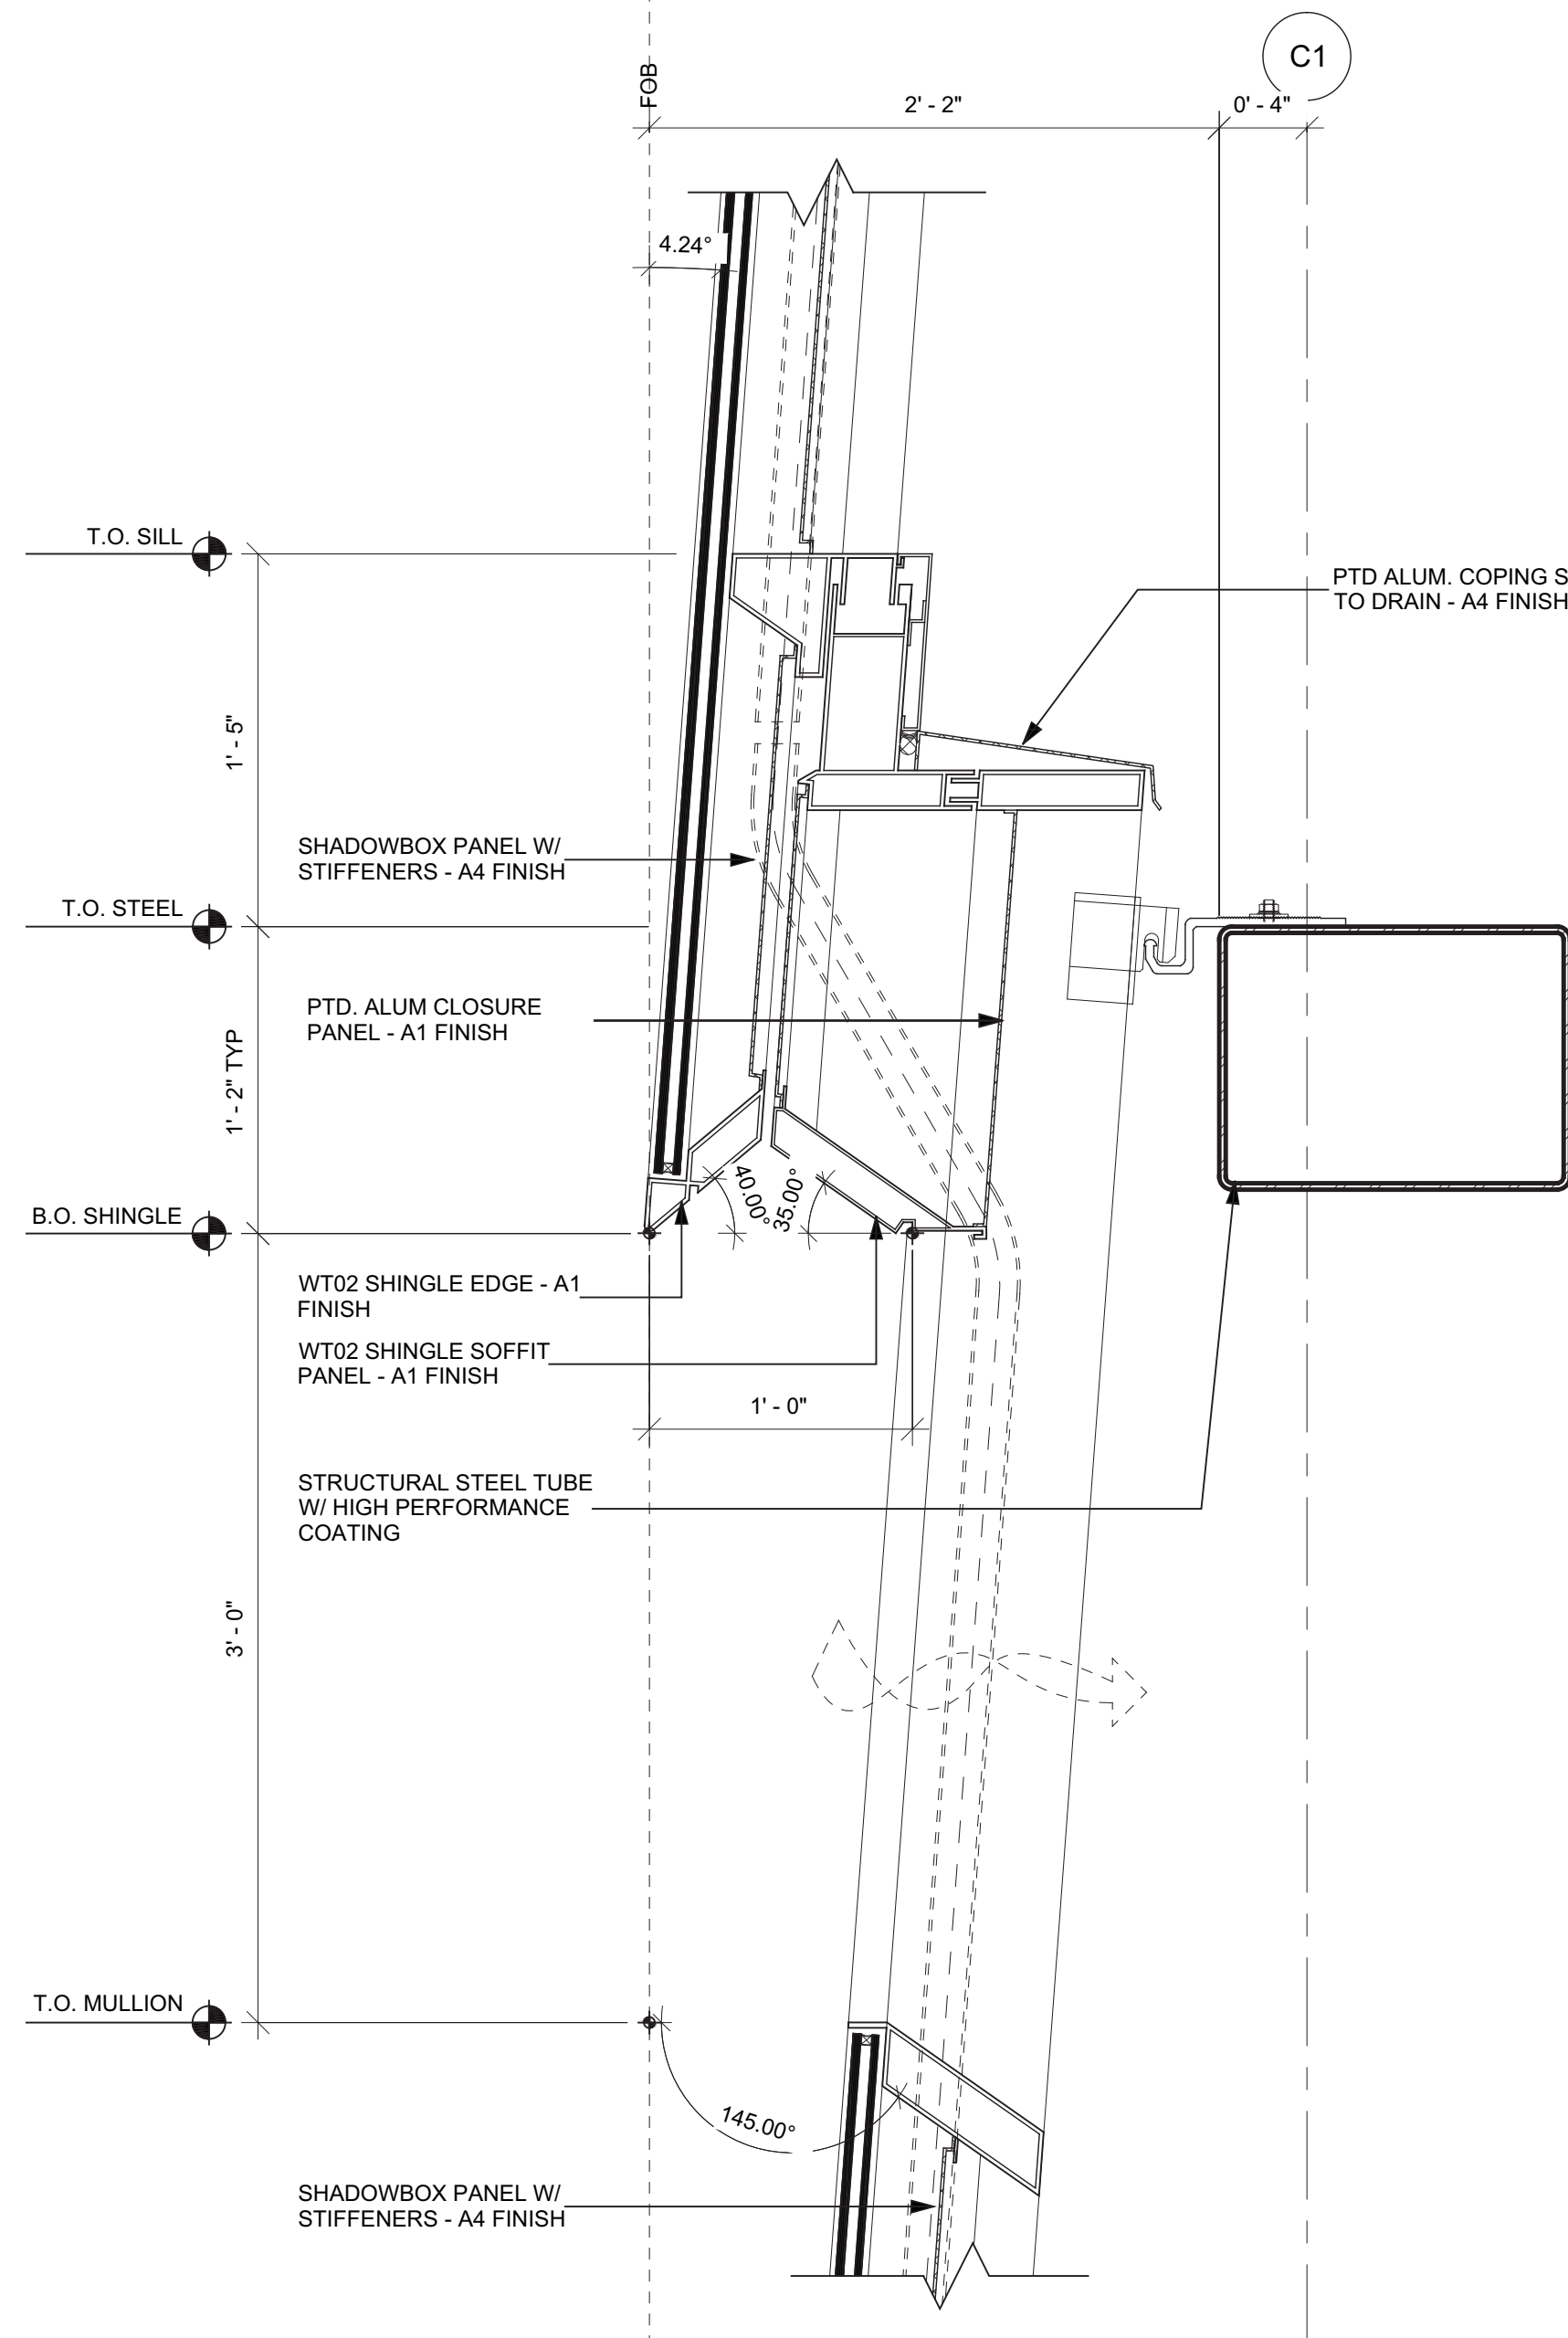 C1
FOB
2' - 2"
0' - 4"
4.24°
T.O. SILL
PTD ALUM. COPING S
TO DRAIN - A4 FINISH
1' - 5"
SHADOWBOX PANEL W/
STIFFENERS - A4 FINISH
T.O. STEEL
PTD. ALUM CLOSURE
PANEL - A1 FINISH
1' - 2" TYP
40.00°
35.00°
B.O. SHINGLE
WT02 SHINGLE EDGE - A1
FINISH
WT02 SHINGLE SOFFIT
PANEL - A1 FINISH
1' - 0"
STRUCTURAL STEEL TUBE
W/ HIGH PERFORMANCE
COATING
3' - 0"
T.O. MULLION
145.00°
SHADOWBOX PANEL W/
STIFFENERS - A4 FINISH